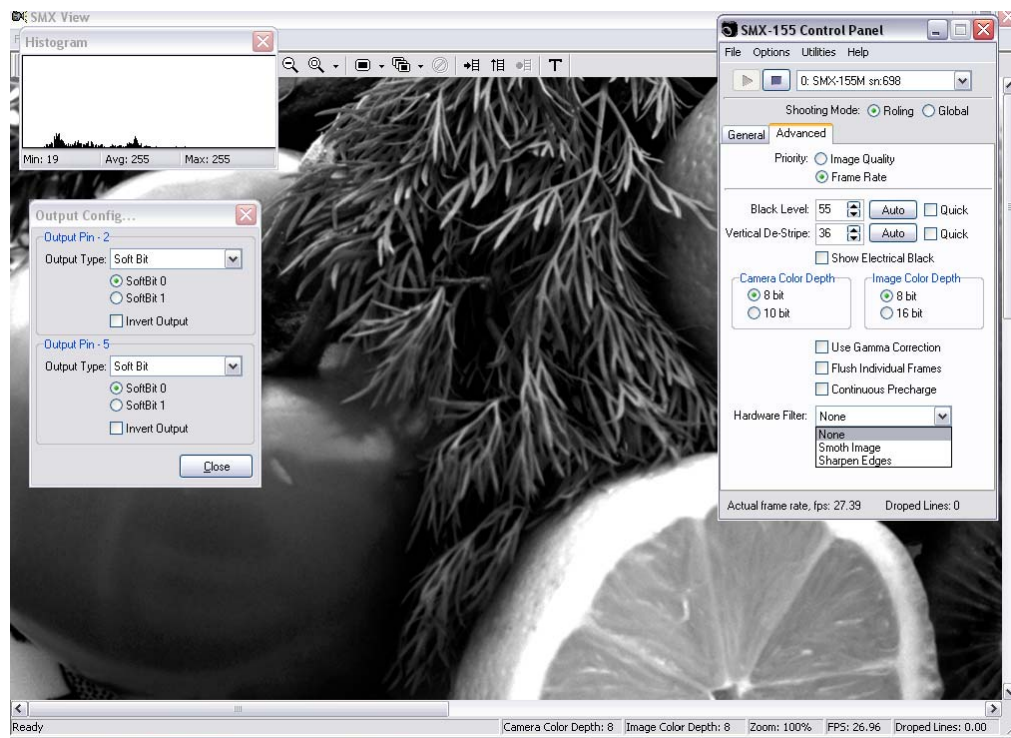 SMX View
Histogram
Min: 19 Avg: 255 Max: 255
Output Config...
Output Pin - 2
Output Type: Soft Bit
SoftBit 0
SoftBit 1
Invert Output
Output Pin - 5
Output Type: Soft Bit
SoftBit 0
SoftBit 1
Invert Output
Close
SMX-155 Control Panel
File Options Utilities Help
0: SMX-155M sn:698
Shooting Mode: Roling Global
General Advanced
Priority: Image Quality
Frame Rate
Black Level: 55 Auto Quick
Vertical De-Stripe: 36 Auto Quick
Show Electrical Black
Camera Color Depth
8 bit
10 bit
Image Color Depth
8 bit
16 bit
Use Gamma Correction
Flush Individual Frames
Continuous Precharge
Hardware Filter: None
None
Smoth Image
Sharpen Edges
Actual frame rate, fps: 27.39 Droped Lines: 0
Ready Camera Color Depth: 8 Image Color Depth: 8 Zoom: 100% FPS: 26.96 Droped Lines: 0.00